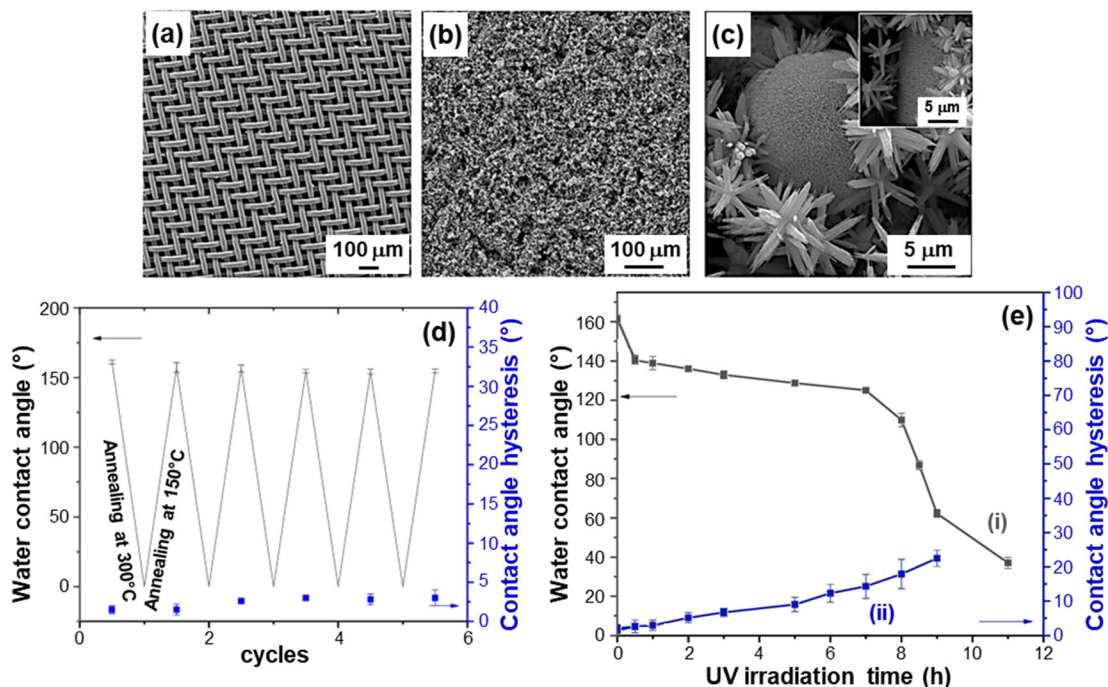 (a)
100 μm
(b)
100 μm
(c)
5 μm
5 μm
(d)
Water contact angle (°)
200
150
100
50
0
Annealing at 300°C
Annealing at 150°C
0
2
4
6
cycles
40
35
30
25
20
15
10
5
0
Contact angle hysteresis (°)
(e)
Water contact angle (°)
160
140
120
100
80
60
40
20
0
(i)
(ii)
0
2
4
6
8
10
12
UV irradiation time (h)
100
90
80
70
60
50
40
30
20
10
0
Contact angle hysteresis (°)